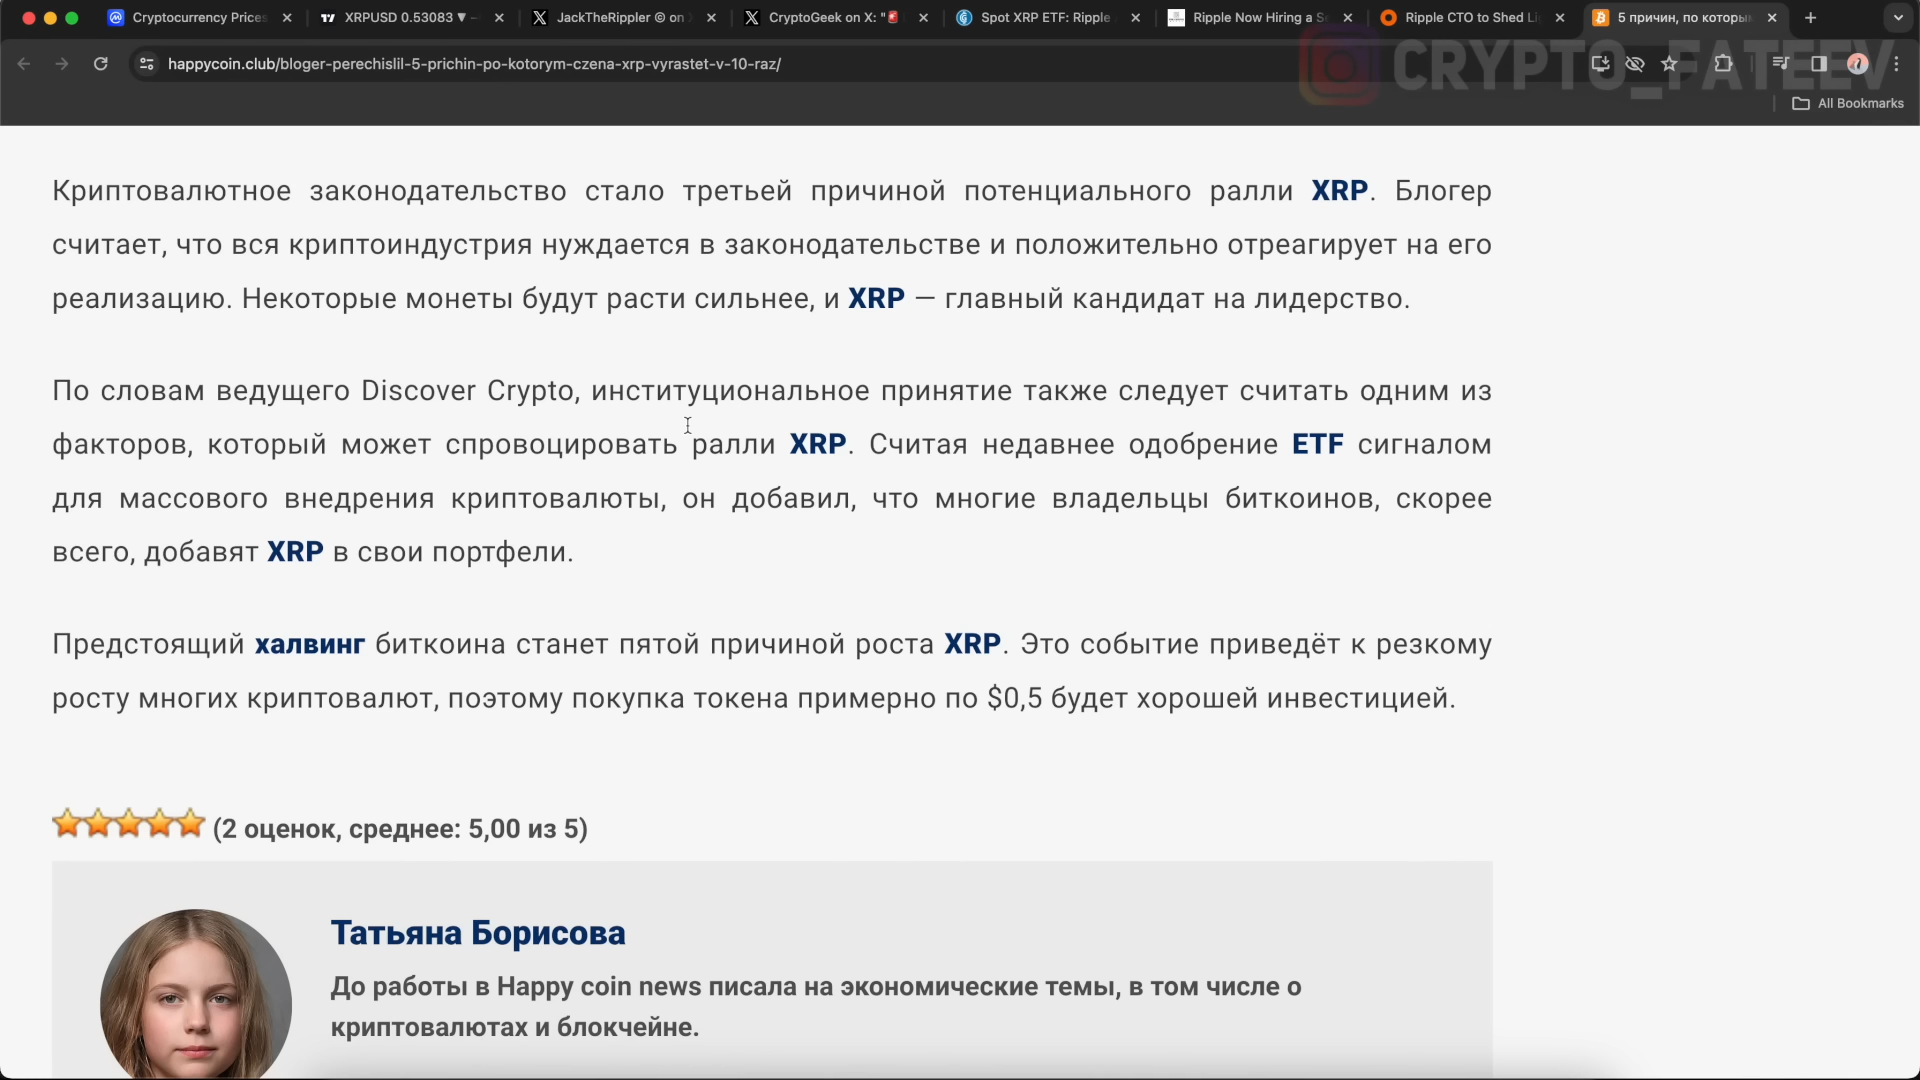 Cryptocurrency Prices
XRPUSD 0.53083 ▼
JackTheRippler © on
CryptoGeek on X: "🚨
Spot XRP ETF: Ripple
Ripple Now Hiring a S
Ripple CTO to Shed Li
5 причин, по которым
happycoin.club/bloger-perechislil-5-prichin-po-kotorym-czena-xrp-vyrastet-v-10-raz/
CRYPTO_FATEEV
All Bookmarks
Криптовалютное законодательство стало третьей причиной потенциального ралли XRP. Блогер
считает, что вся криптоиндустрия нуждается в законодательстве и положительно отреагирует на его
реализацию. Некоторые монеты будут расти сильнее, и XRP — главный кандидат на лидерство.
По словам ведущего Discover Crypto, институциональное принятие также следует считать одним из
факторов, который может спровоцировать ралли XRP. Считая недавнее одобрение ETF сигналом
для массового внедрения криптовалюты, он добавил, что многие владельцы биткоинов, скорее
всего, добавят XRP в свои портфели.
Предстоящий халвинг биткоина станет пятой причиной роста XRP. Это событие приведёт к резкому
росту многих криптовалют, поэтому покупка токена примерно по $0,5 будет хорошей инвестицией.
(2 оценок, среднее: 5,00 из 5)
Татьяна Борисова
До работы в Happy coin news писала на экономические темы, в том числе о
криптовалютах и блокчейне.